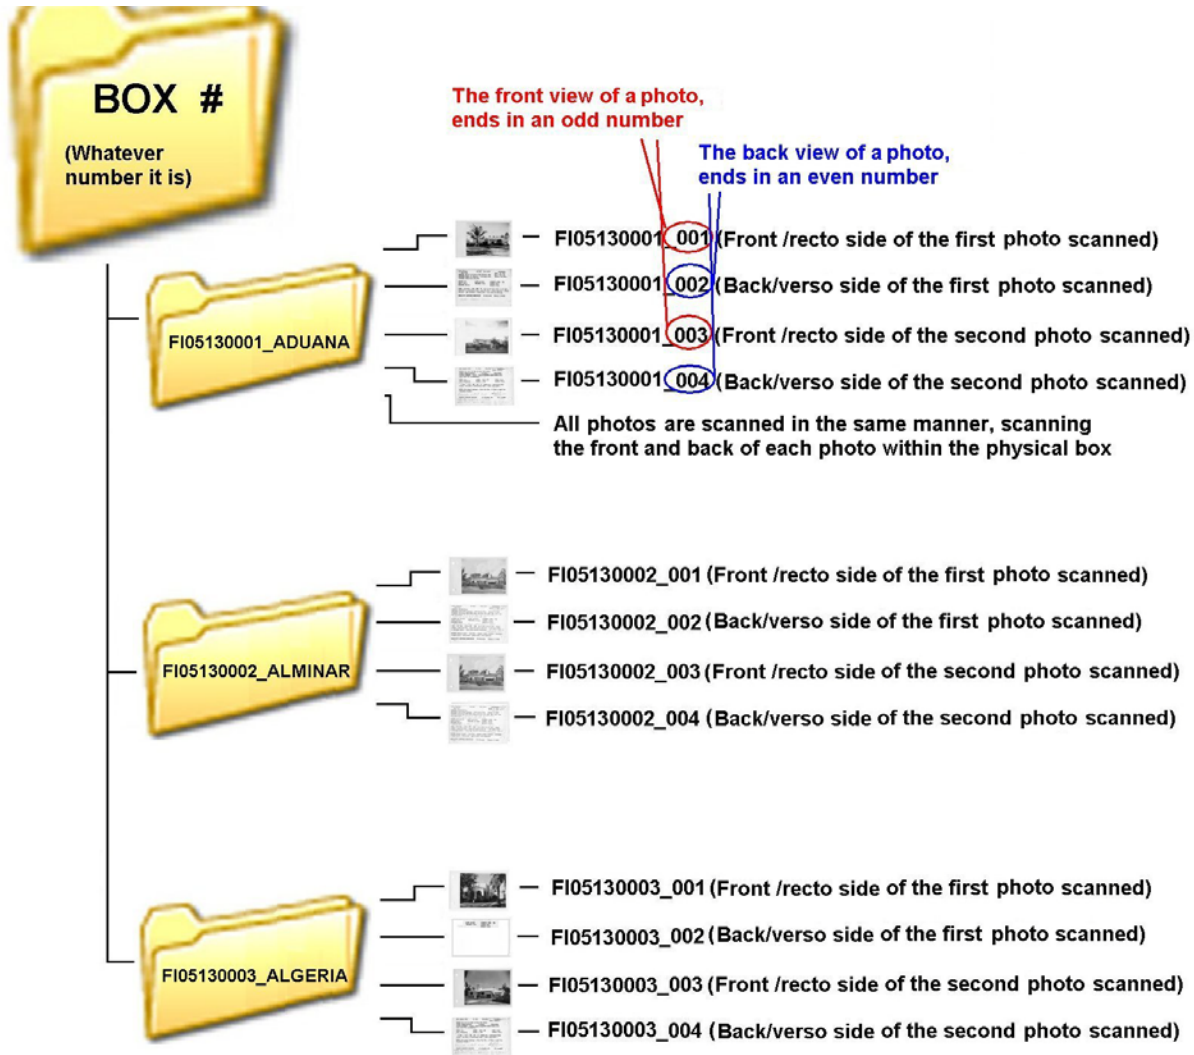 BOX #
(Whatever
number it is)
The front view of a photo,
ends in an odd number
The back view of a photo,
ends in an even number
FI05130001_ADUANA
FI05130001_001 (Front /recto side of the first photo scanned)
FI05130001_002 (Back/verso side of the first photo scanned)
FI05130001_003 (Front /recto side of the second photo scanned)
FI05130001_004 (Back/verso side of the second photo scanned)
All photos are scanned in the same manner, scanning
the front and back of each photo within the physical box
FI05130002_ALMINAR
FI05130002_001 (Front /recto side of the first photo scanned)
FI05130002_002 (Back/verso side of the first photo scanned)
FI05130002_003 (Front /recto side of the second photo scanned)
FI05130002_004 (Back/verso side of the second photo scanned)
FI05130003_ALGERIA
FI05130003_001 (Front /recto side of the first photo scanned)
FI05130003_002 (Back/verso side of the first photo scanned)
FI05130003_003 (Front /recto side of the second photo scanned)
FI05130003_004 (Back/verso side of the second photo scanned)